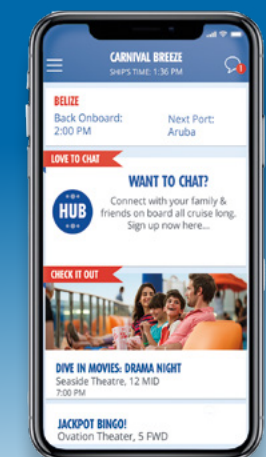 CARNIVAL BREEZE
SHIP'S TIME: 1:36 PM
1
BELIZE
Back Onboard:
2:00 PM
Next Port:
Aruba
LOVE TO CHAT
WANT TO CHAT?
HUB
Connect with your family &
friends on board all cruise long.
Sign up now here...
CHECK IT OUT
DIVE IN MOVIES: DRAMA NIGHT
Seaside Theatre, 12 MID
7:00 PM
JACKPOT BINGO!
Ovation Theater, 5 FWD